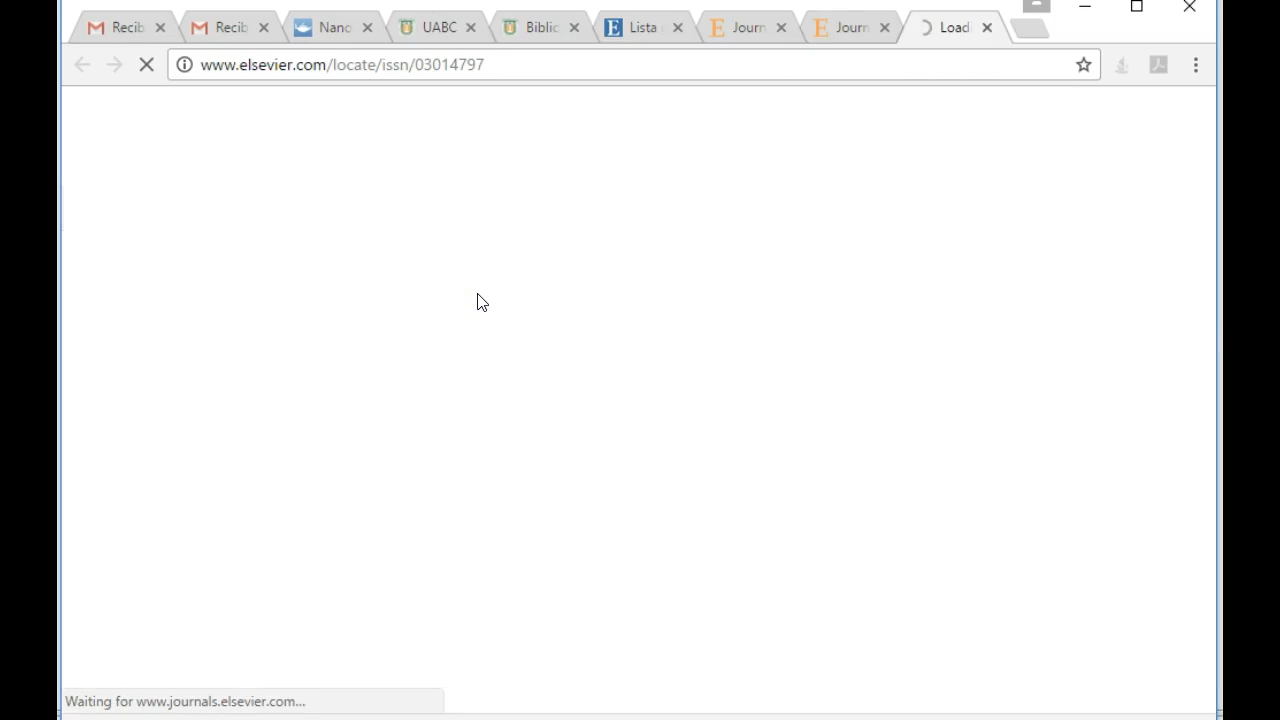 Recib
Recib
Nano
UABC
Biblic
Lista
Journ
Journ
Loadi
www.elsevier.com/locate/issn/03014797
Waiting for www.journals.elsevier.com...